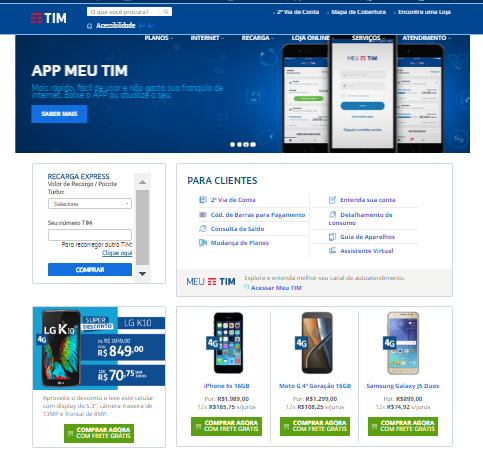 TIM
O que você procura?
2ª Via de Conta
Mapa de Cobertura
Encontre uma Loja
Acessibilidade A+ A-
PLANOS
INTERNET
RECARGA
LOJA ONLINE
SERVIÇOS
ATENDIMENTO
APP MEU TIM
Mais rápido, fácil de usar e não gasta sua franquia de
internet. Baixe o APP ou atualize o seu.
SABER MAIS
MEU TIM
RECARGA EXPRESS
Valor de Recarga / Pacote
Turbo:
Selecione
Seu número TIM
Para recarregar outro TIM:
Clique aqui
COMPRAR
PARA CLIENTES
2ª Via de Conta
Cód. de Barras para Pagamento
Consulta de Saldo
Mudança de Planos
Entenda sua conta
Detalhamento de
consumo
Guia de Aparelhos
Assistente Virtual
MEU TIM
Explore e entenda melhor seu canal de autoatendimento.
Acessar Meu TIM
LG K10
4G
SUPER
DESCONTO
LG K10
DE R$ 1049,00
POR
R$ 849,00
12X
R$ 70,75 SEM JUROS
Aproveite o desconto e leve este celular
com display de 5.3", câmera traseira de
13MP e frontal de 8MP.
COMPRAR AGORA
COM FRETE GRÁTIS
4G
iPhone 5s 16GB
Por: R$1.989,00
12x R$165,75 s/juros
COMPRAR AGORA
COM FRETE GRÁTIS
4G
Moto G 4ª Geração 16GB
Por: R$1.299,00
12x R$108,25 s/juros
COMPRAR AGORA
COM FRETE GRÁTIS
4G
Samsung Galaxy J5 Duos
Por: R$899,00
12x R$74,92 s/juros
COMPRAR AGORA
COM FRETE GRÁTIS